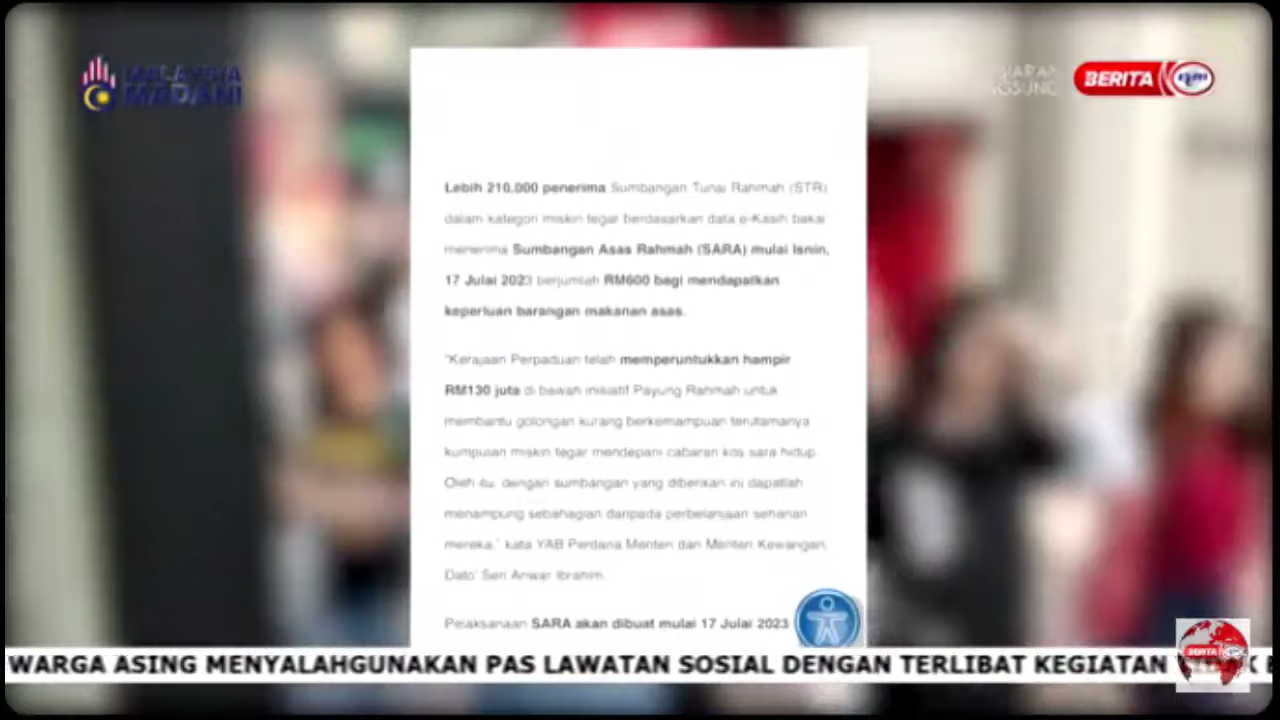 MALAYSIA
MADANI
BERITA
Lebih 210,000 penerima Sumbangan Tunai Rahmah (STR)
dalam kategori miskin tegar berdasarkan data e-Kasih bakal
menerima Sumbangan Asas Rahmah (SARA) mulai Isnin,
17 Julai 2023 berjumlah RM600 bagi mendapatkan
keperluan barangan makanan asas.
"Kerajaan Perpaduan telah memperuntukkan hampir
RM130 juta di bawah inisiatif Payung Rahmah untuk
membantu golongan kurang berkemampuan terutamanya
kumpulan miskin tegar mendepani cabaran kos sara hidup.
Oleh itu, dengan sumbangan yang diberikan ini dapatlah
menampung sebahagian daripada perbelanjaan seharian
mereka." kata YAB Perdana Menteri dan Menteri Kewangan,
Dato' Seri Anwar Ibrahim.
Pelaksanaan SARA akan dibuat mulai 17 Julai 2023
WARGA ASING MENYALAHGUNAKAN PAS LAWATAN SOSIAL DENGAN TERLIBAT KEGIATAN
BERITA